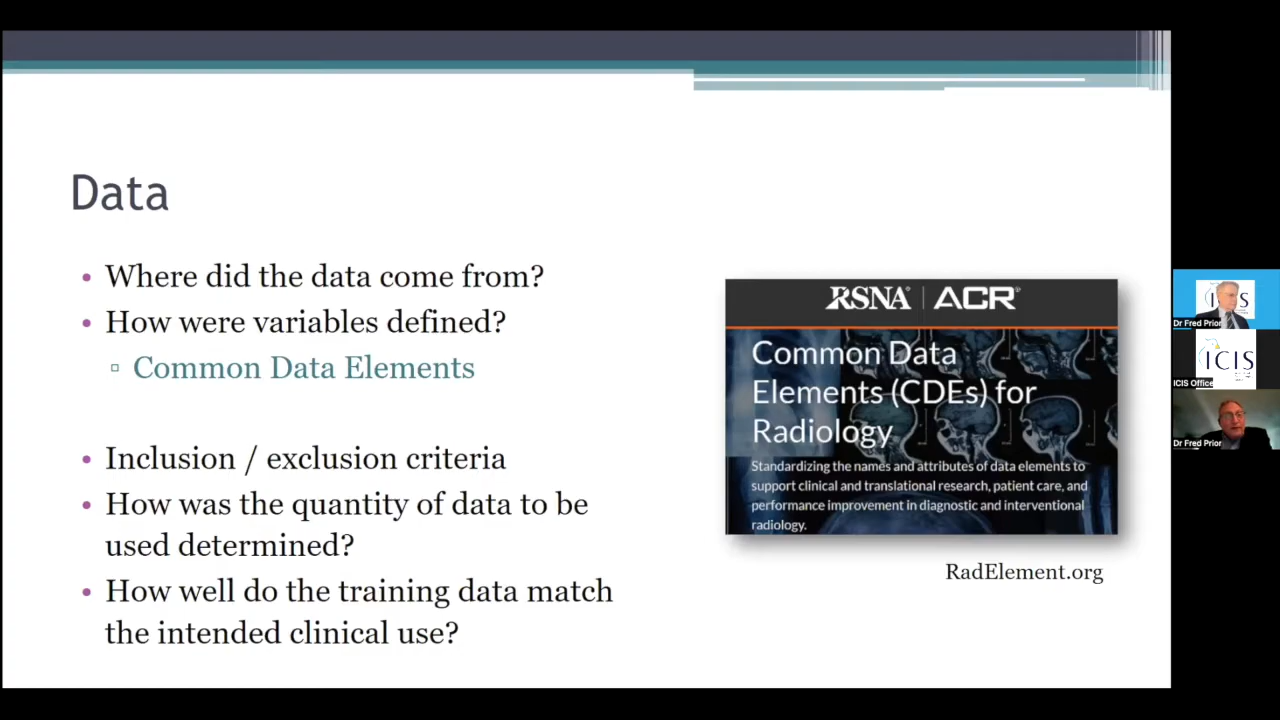 Data
• Where did the data come from?
• How were variables defined?
▫ Common Data Elements
• Inclusion / exclusion criteria
• How was the quantity of data to be
used determined?
• How well do the training data match
the intended clinical use?
RSNA | ACR®
Common Data
Elements (CDEs) for
Radiology
Standardizing the names and attributes of data elements to
support clinical and translational research, patient care, and
performance improvement in diagnostic and interventional
radiology.
RadElement.org
Dr Fred Prior
ICIS
ICIS Office
Dr Fred Prior